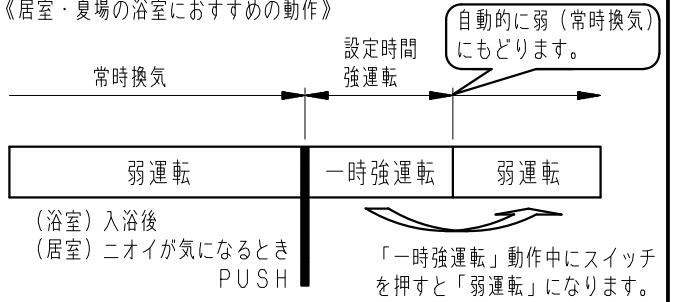 《居室・夏場の浴室におすすめの動作》
自動的に弱（常時換気）
にもどります。
設定時間
強運転
常時換気
弱運転
一時強運転
弱運転
（浴室）入浴後
（居室）ニオイが気になるとき
ＰＵＳＨ
「一時強運転」動作中にスイッチ
を押すと「弱運転」になります。